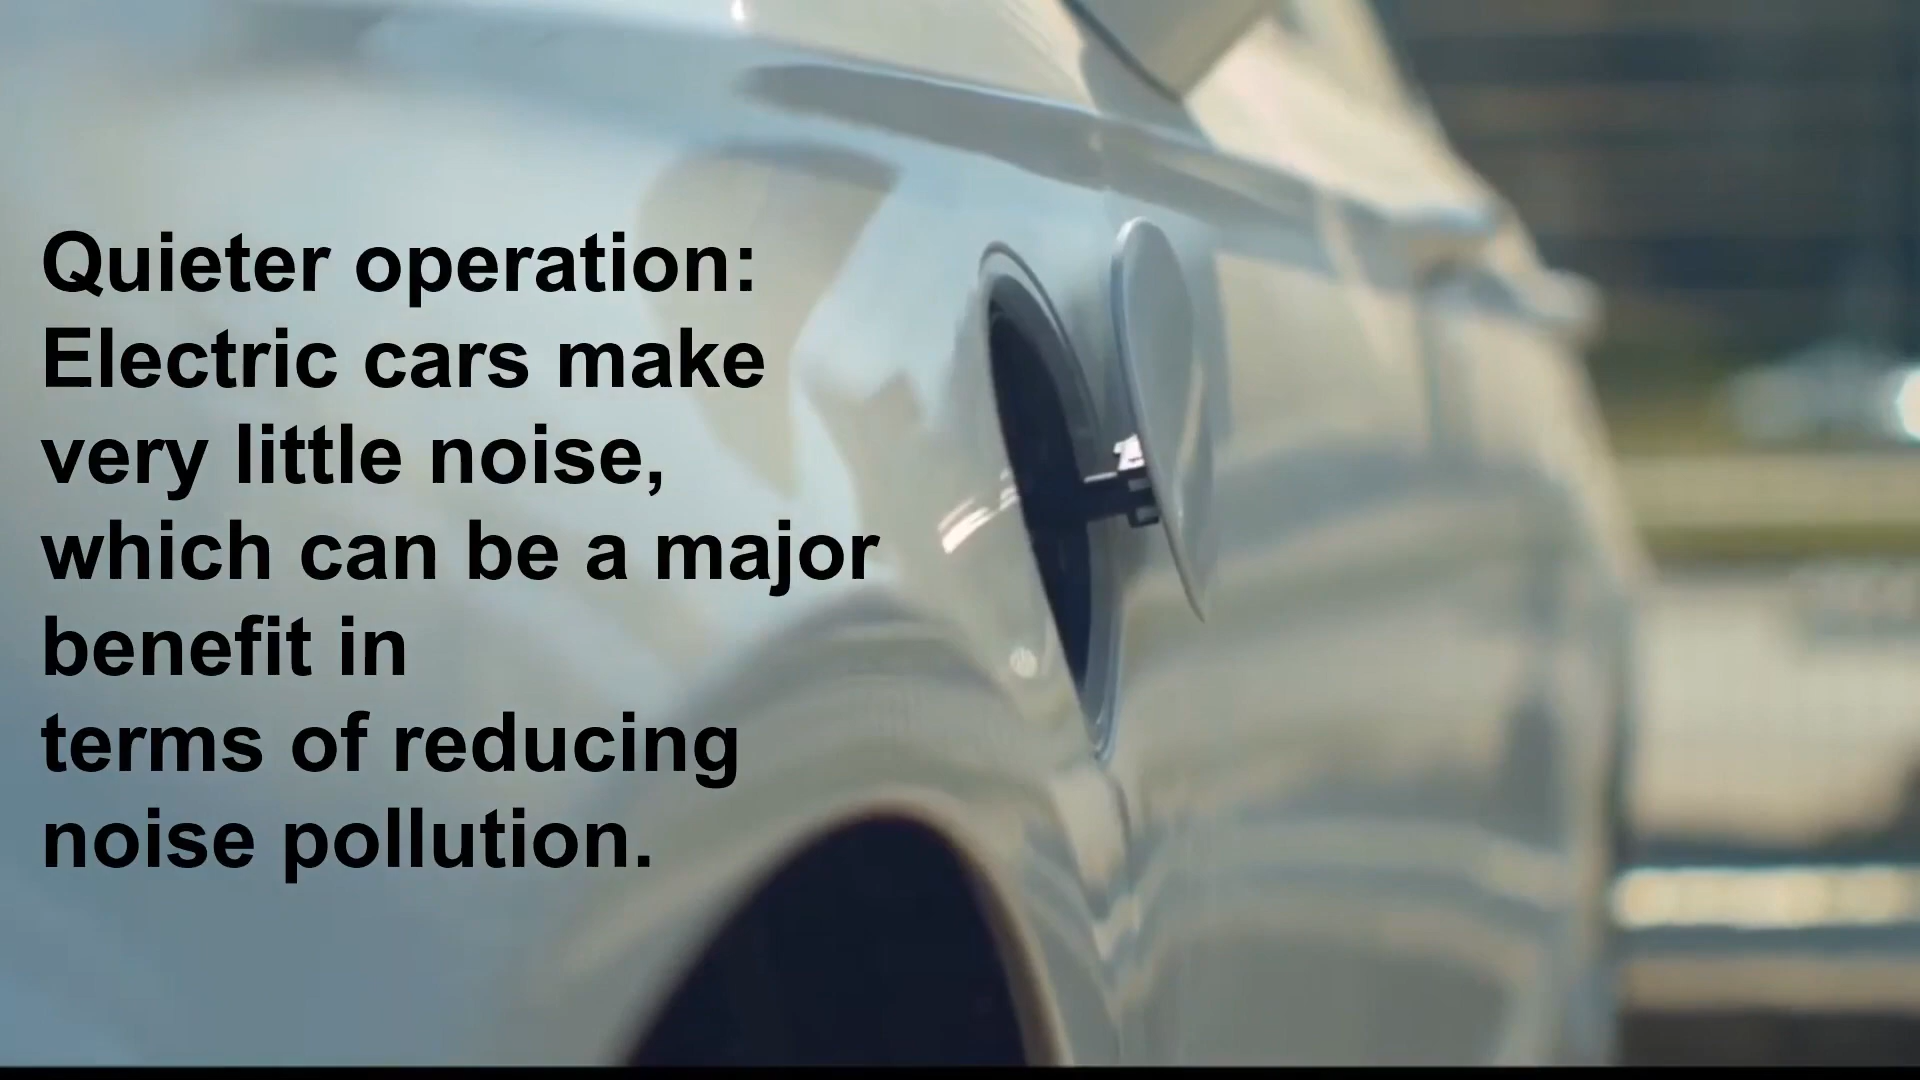 Quieter operation:
Electric cars make
very little noise,
which can be a major
benefit in
terms of reducing
noise pollution.